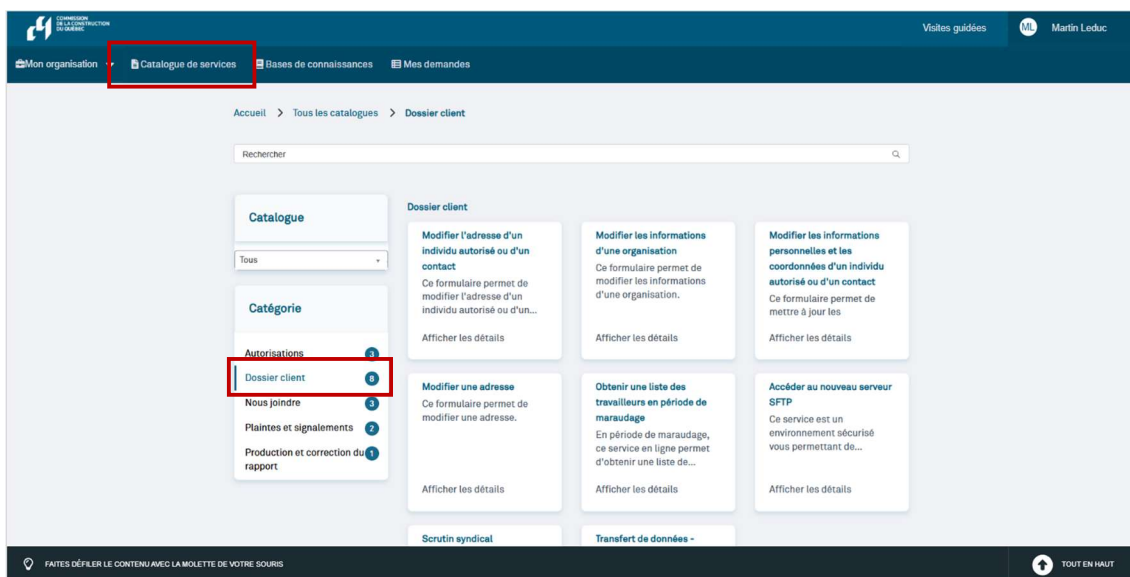 COMMISSION
DE LA CONSTRUCTION
DU QUÉBEC
Visites guidées
ML
Martin Leduc
Mon organisation
Catalogue de services
Bases de connaissances
Mes demandes
Accueil > Tous les catalogues > Dossier client
Rechercher
Catalogue
Tous
Catégorie
Autorisations 3
Dossier client 8
Nous joindre 3
Plaintes et signalements 2
Production et correction du 1
rapport
Dossier client
Modifier l'adresse d'un
individu autorisé ou d'un
contact
Ce formulaire permet de
modifier l'adresse d'un
individu autorisé ou d'un...
Afficher les détails
Modifier les informations
d'une organisation
Ce formulaire permet de
modifier les informations
d'une organisation.
Afficher les détails
Modifier les informations
personnelles et les
coordonnées d'un individu
autorisé ou d'un contact
Ce formulaire permet de
mettre à jour les
Afficher les détails
Modifier une adresse
Ce formulaire permet de
modifier une adresse.
Afficher les détails
Obtenir une liste des
travailleurs en période de
maraudage
En période de maraudage,
ce service en ligne permet
d'obtenir une liste de...
Afficher les détails
Accéder au nouveau serveur
SFTP
Ce service est un
environnement sécurisé
vous permettant de...
Afficher les détails
Scrutin syndical
Transfert de données -
FAITES DÉFILER LE CONTENU AVEC LA MOLETTE DE VOTRE SOURIS
TOUT EN HAUT